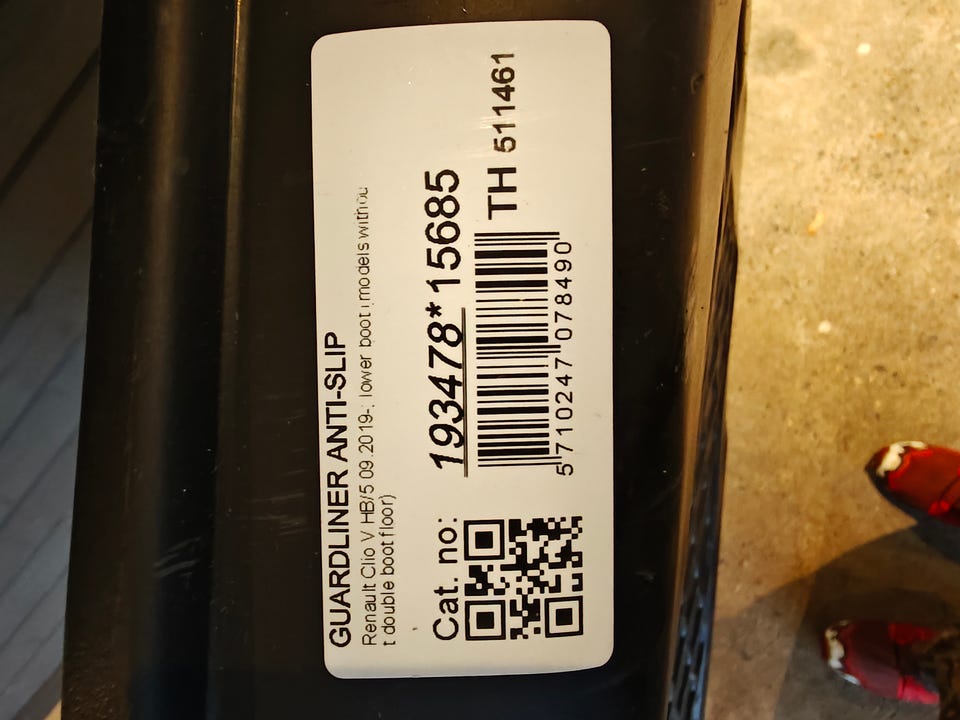 GUARDLINER ANTI-SLIP
Renault Clio V HB/5 09.2019-; lower boot (models withou
t double boot floor)
Cat. no: 193478*15685
TH 511461
5 710247 078490